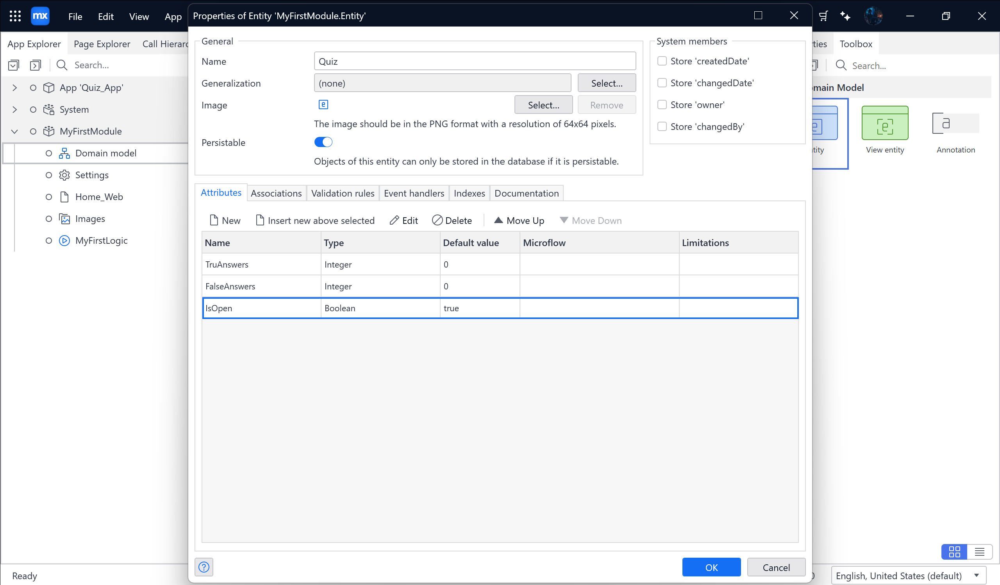 mx File Edit View App
Properties of Entity 'MyFirstModule.Entity'
App Explorer Page Explorer Call Hierarc
Search...
App 'Quiz_App'
System
MyFirstModule
Domain model
Settings
Home_Web
Images
MyFirstLogic
General
Name Quiz
Generalization (none) Select...
Image e Select... Remove
The image should be in the PNG format with a resolution of 64x64 pixels.
Persistable
Objects of this entity can only be stored in the database if it is persistable.
System members
Store 'createdDate'
Store 'changedDate'
Store 'owner'
Store 'changedBy'
Attributes Associations Validation rules Event handlers Indexes Documentation
New Insert new above selected Edit Delete Move Up Move Down
Name Type Default value Microflow Limitations
TruAnswers Integer 0
FalseAnswers Integer 0
IsOpen Boolean true
? OK Cancel
ties Toolbox
Search...
main Model
e e a
tity View entity Annotation
Ready
English, United States (default)